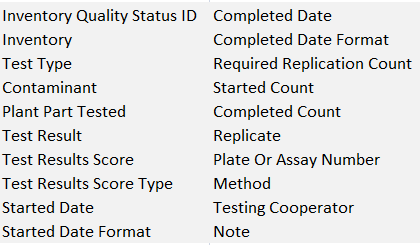 Inventory Quality Status ID
Inventory
Test Type
Contaminant
Plant Part Tested
Test Result
Test Results Score
Test Results Score Type
Started Date
Started Date Format
Completed Date
Completed Date Format
Required Replication Count
Started Count
Completed Count
Replicate
Plate Or Assay Number
Method
Testing Cooperator
Note